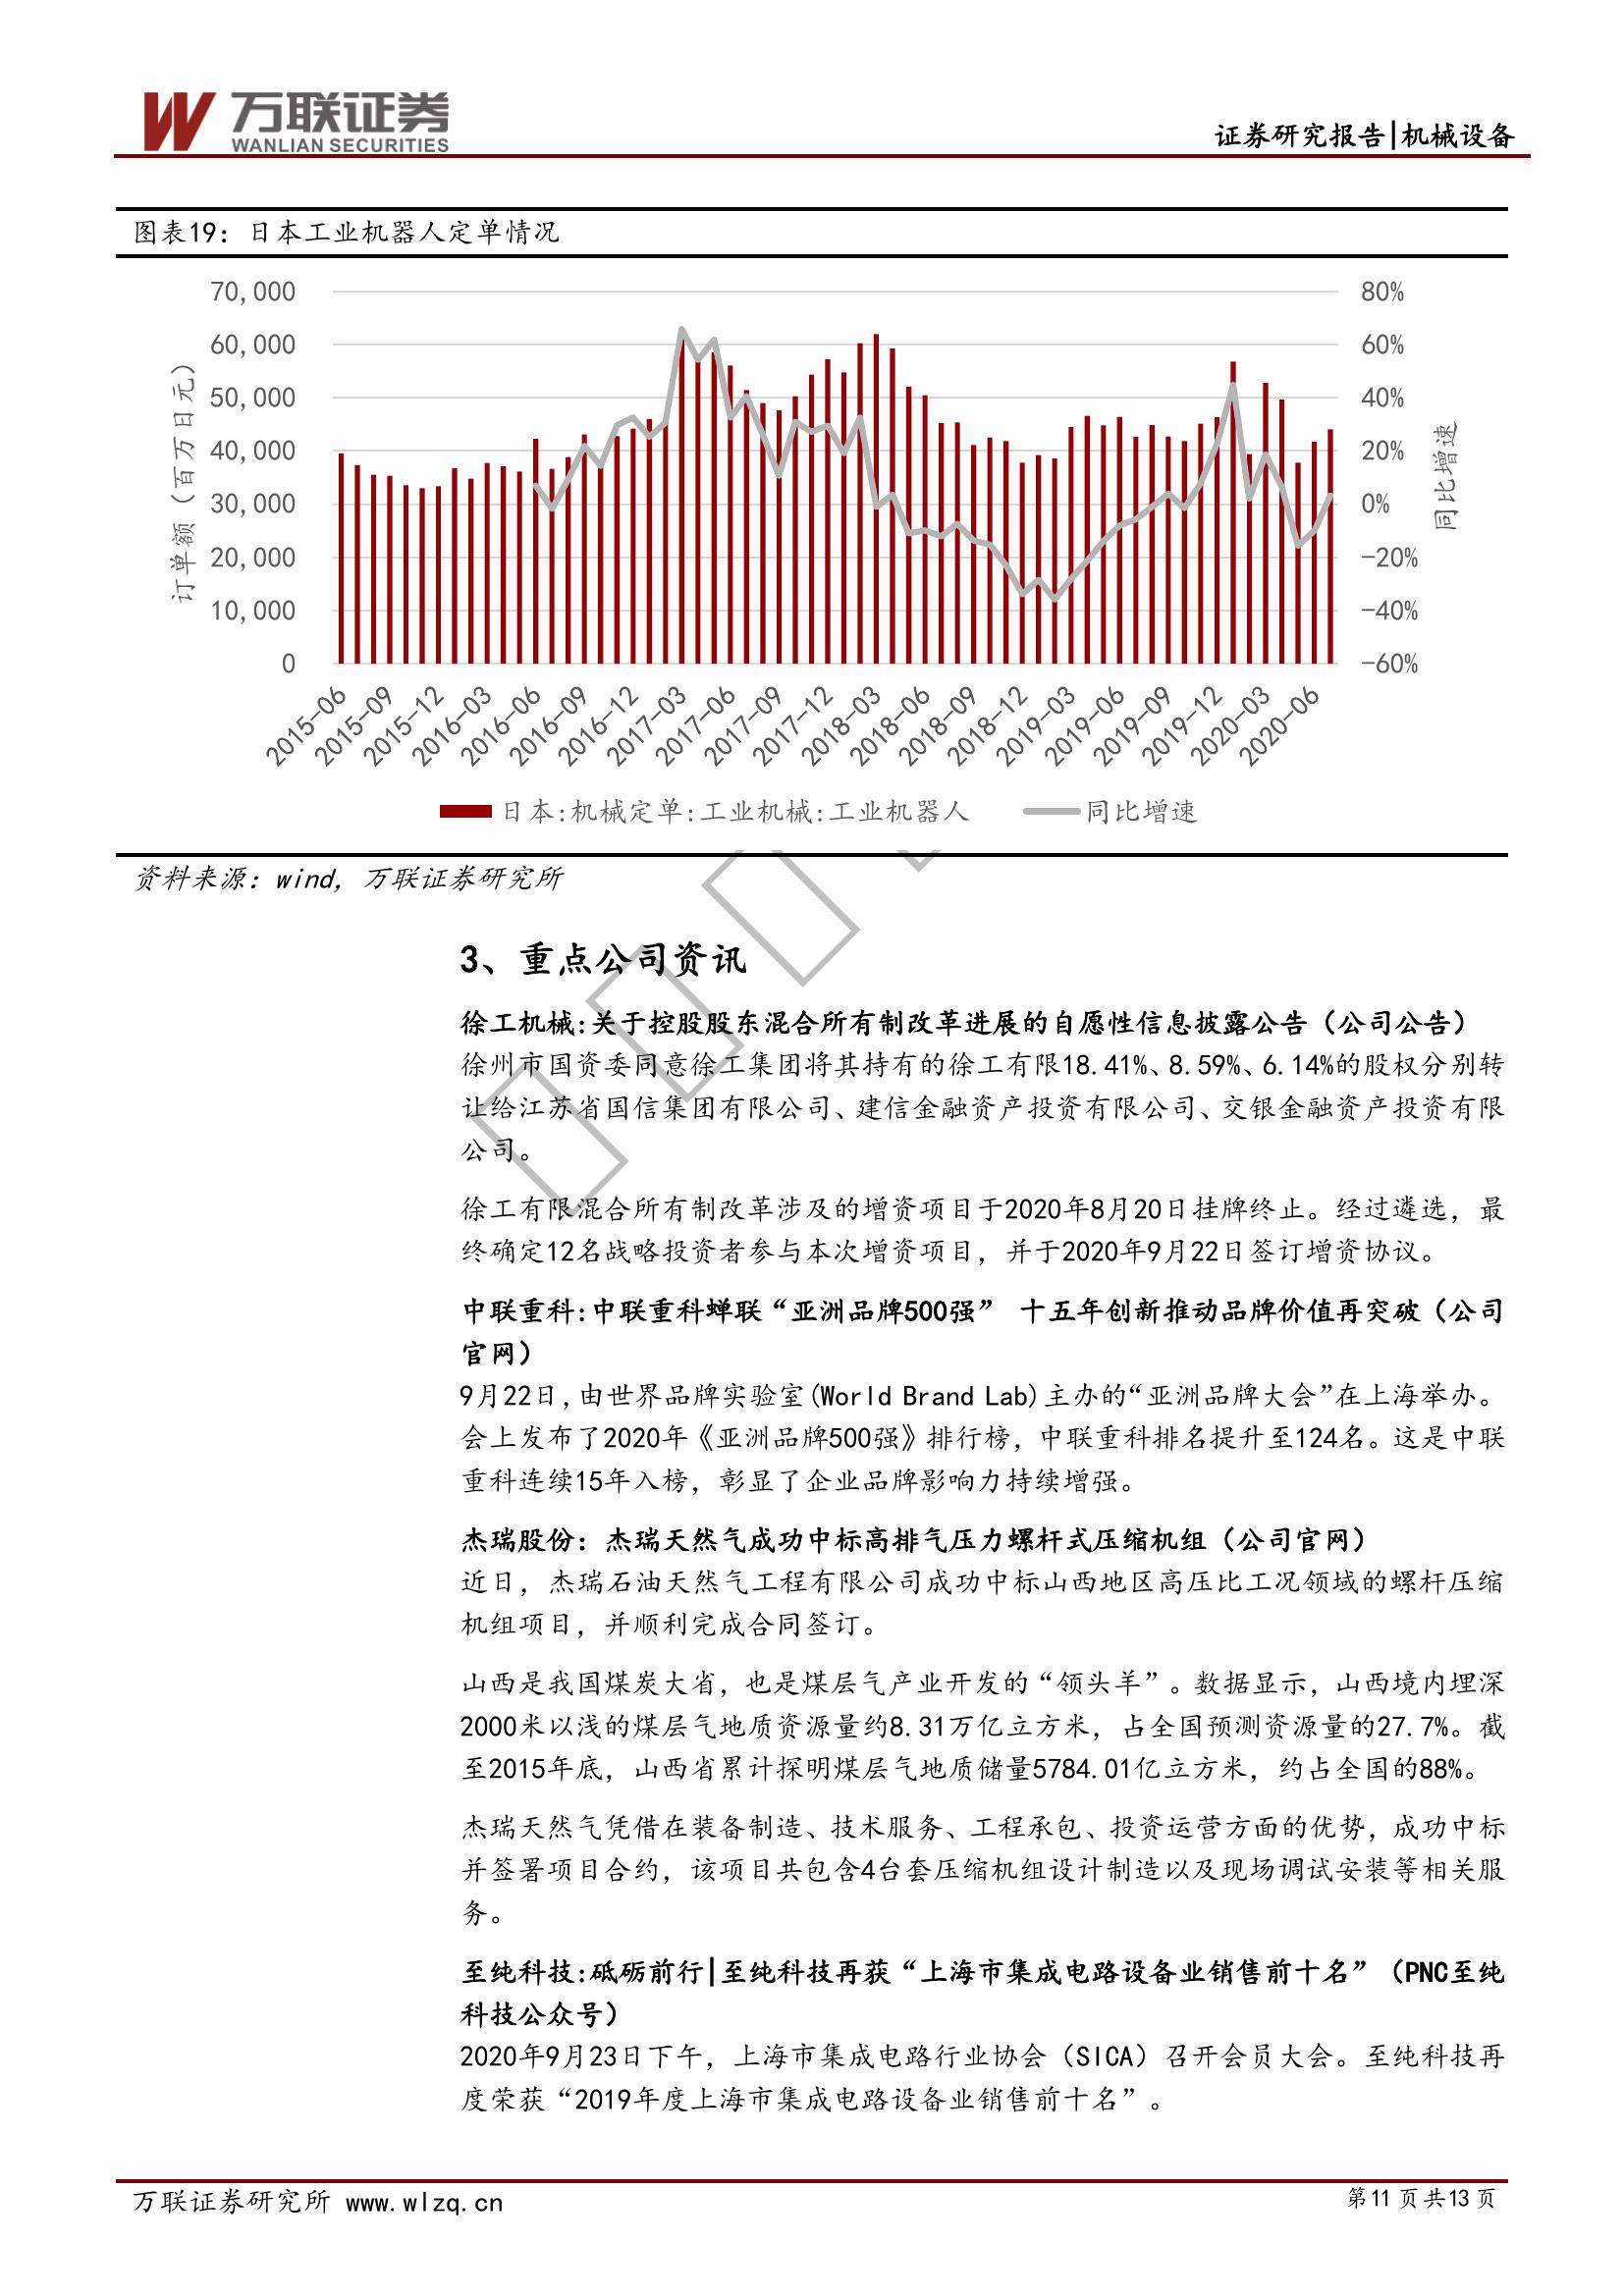 万联证券
WANLIAN SECURITIES
证券研究报告|机械设备
图表19：日本工业机器人定单情况
70,000
60,000
50,000
40,000
30,000
20,000
10,000
0
订单额（百万日元）
80%
60%
40%
20%
0%
-20%
-40%
-60%
同比增速
2015-06
2015-09
2015-12
2016-03
2016-06
2016-09
2016-12
2017-03
2017-06
2017-09
2017-12
2018-03
2018-06
2018-09
2018-12
2019-03
2019-06
2019-09
2019-12
2020-03
2020-06
日本:机械定单:工业机械:工业机器人 同比增速
资料来源：wind，万联证券研究所
3、重点公司资讯
徐工机械:关于控股股东混合所有制改革进展的自愿性信息披露公告（公司公告）
徐州市国资委同意徐工集团将其持有的徐工有限18.41%、8.59%、6.14%的股权分别转
让给江苏省国信集团有限公司、建信金融资产投资有限公司、交银金融资产投资有限
公司。
徐工有限混合所有制改革涉及的增资项目于2020年8月20日挂牌终止。经过遴选，最
终确定12名战略投资者参与本次增资项目，并于2020年9月22日签订增资协议。
中联重科:中联重科蝉联“亚洲品牌500强” 十五年创新推动品牌价值再突破（公司
官网）
9月22日,由世界品牌实验室(World Brand Lab)主办的“亚洲品牌大会”在上海举办。
会上发布了2020年《亚洲品牌500强》排行榜，中联重科排名提升至124名。这是中联
重科连续15年入榜，彰显了企业品牌影响力持续增强。
杰瑞股份：杰瑞天然气成功中标高排气压力螺杆式压缩机组（公司官网）
近日，杰瑞石油天然气工程有限公司成功中标山西地区高压比工况领域的螺杆压缩
机组项目，并顺利完成合同签订。
山西是我国煤炭大省，也是煤层气产业开发的“领头羊”。数据显示，山西境内埋深
2000米以浅的煤层气地质资源量约8.31万亿立方米，占全国预测资源量的27.7%。截
至2015年底，山西省累计探明煤层气地质储量5784.01亿立方米，约占全国的88%。
杰瑞天然气凭借在装备制造、技术服务、工程承包、投资运营方面的优势，成功中标
并签署项目合约，该项目共包含4台套压缩机组设计制造以及现场调试安装等相关服
务。
至纯科技:砥砺前行|至纯科技再获“上海市集成电路设备业销售前十名”（PNC至纯
科技公众号）
2020年9月23日下午，上海市集成电路行业协会（SICA）召开会员大会。至纯科技再
度荣获“2019年度上海市集成电路设备业销售前十名”。
万联证券研究所 www.wlzq.cn
第11 页共13 页